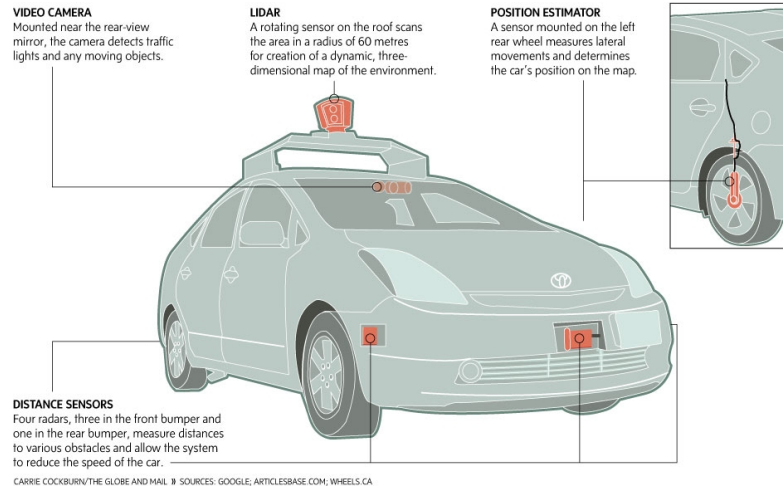 VIDEO CAMERA
Mounted near the rear-view
mirror, the camera detects traffic
lights and any moving objects.
LIDAR
A rotating sensor on the roof scans
the area in a radius of 60 metres
for creation of a dynamic, three-
dimensional map of the environment.
POSITION ESTIMATOR
A sensor mounted on the left
rear wheel measures lateral
movements and determines
the car's position on the map.
DISTANCE SENSORS
Four radars, three in the front bumper and
one in the rear bumper, measure distances
to various obstacles and allow the system
to reduce the speed of the car.
CARRIE COCKBURN/THE GLOBE AND MAIL » SOURCES: GOOGLE; ARTICLESBASE.COM; WHEELS.CA